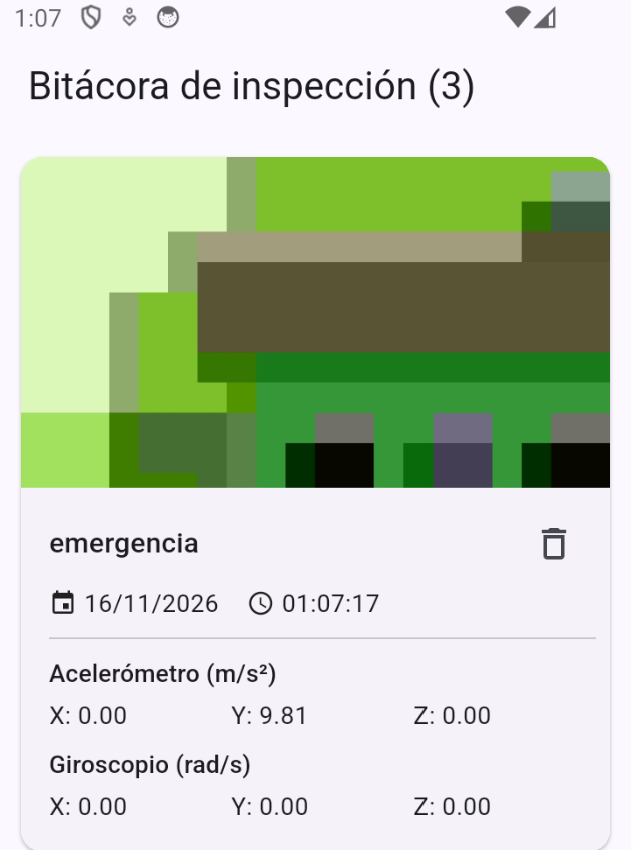 1:07
Bitácora de inspección (3)
emergencia
16/11/2026 01:07:17
Acelerómetro (m/s²)
X: 0.00 Y: 9.81 Z: 0.00
Giroscopio (rad/s)
X: 0.00 Y: 0.00 Z: 0.00